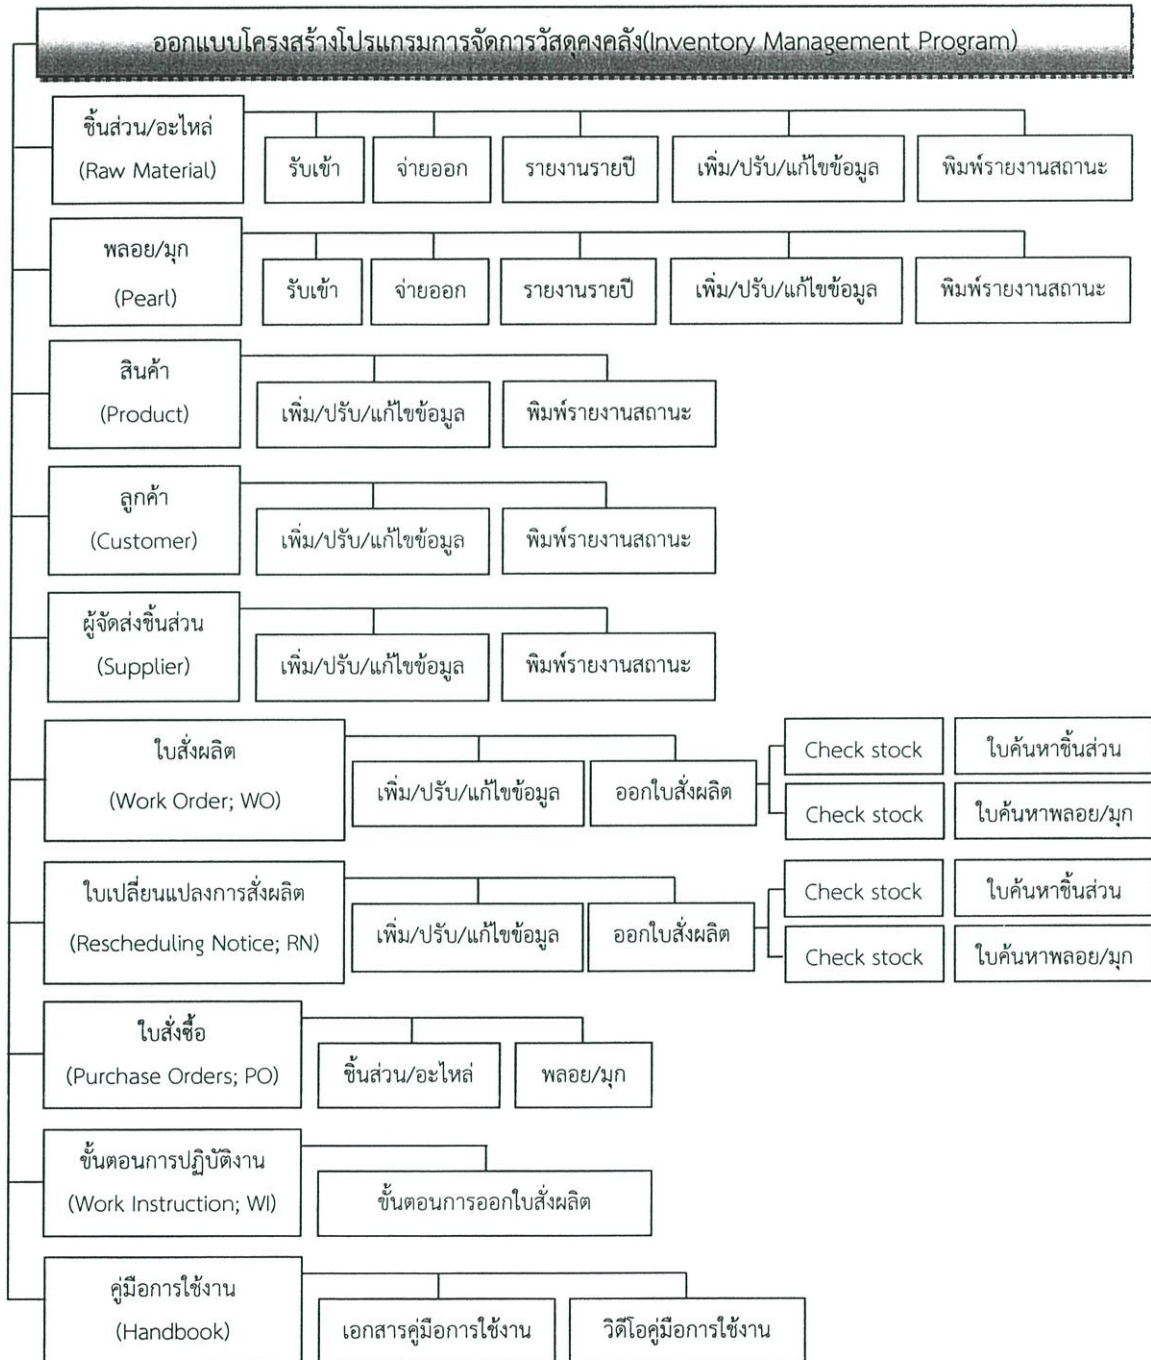 ออกแบบโครงสร้างโปรแกรมการจัดการวัสดุคงคลัง(Inventory Management Program)
ชิ้นส่วน/อะไหล่
(Raw Material)
รับเข้า
จ่ายออก
รายงานรายปี
เพิ่ม/ปรับ/แก้ไขข้อมูล
พิมพ์รายงานสถานะ
พลอย/มุก
(Pearl)
รับเข้า
จ่ายออก
รายงานรายปี
เพิ่ม/ปรับ/แก้ไขข้อมูล
พิมพ์รายงานสถานะ
สินค้า
(Product)
เพิ่ม/ปรับ/แก้ไขข้อมูล
พิมพ์รายงานสถานะ
ลูกค้า
(Customer)
เพิ่ม/ปรับ/แก้ไขข้อมูล
พิมพ์รายงานสถานะ
ผู้จัดส่งชิ้นส่วน
(Supplier)
เพิ่ม/ปรับ/แก้ไขข้อมูล
พิมพ์รายงานสถานะ
ใบสั่งผลิต
(Work Order; WO)
เพิ่ม/ปรับ/แก้ไขข้อมูล
ออกใบสั่งผลิต
Check stock
ใบค้นหาชิ้นส่วน
Check stock
ใบค้นหาพลอย/มุก
ใบเปลี่ยนแปลงการสั่งผลิต
(Rescheduling Notice; RN)
เพิ่ม/ปรับ/แก้ไขข้อมูล
ออกใบสั่งผลิต
Check stock
ใบค้นหาชิ้นส่วน
Check stock
ใบค้นหาพลอย/มุก
ใบสั่งซื้อ
(Purchase Orders; PO)
ชิ้นส่วน/อะไหล่
พลอย/มุก
ขั้นตอนการปฏิบัติงาน
(Work Instruction; WI)
ขั้นตอนการออกใบสั่งผลิต
คู่มือการใช้งาน
(Handbook)
เอกสารคู่มือการใช้งาน
วิดีโอคู่มือการใช้งาน